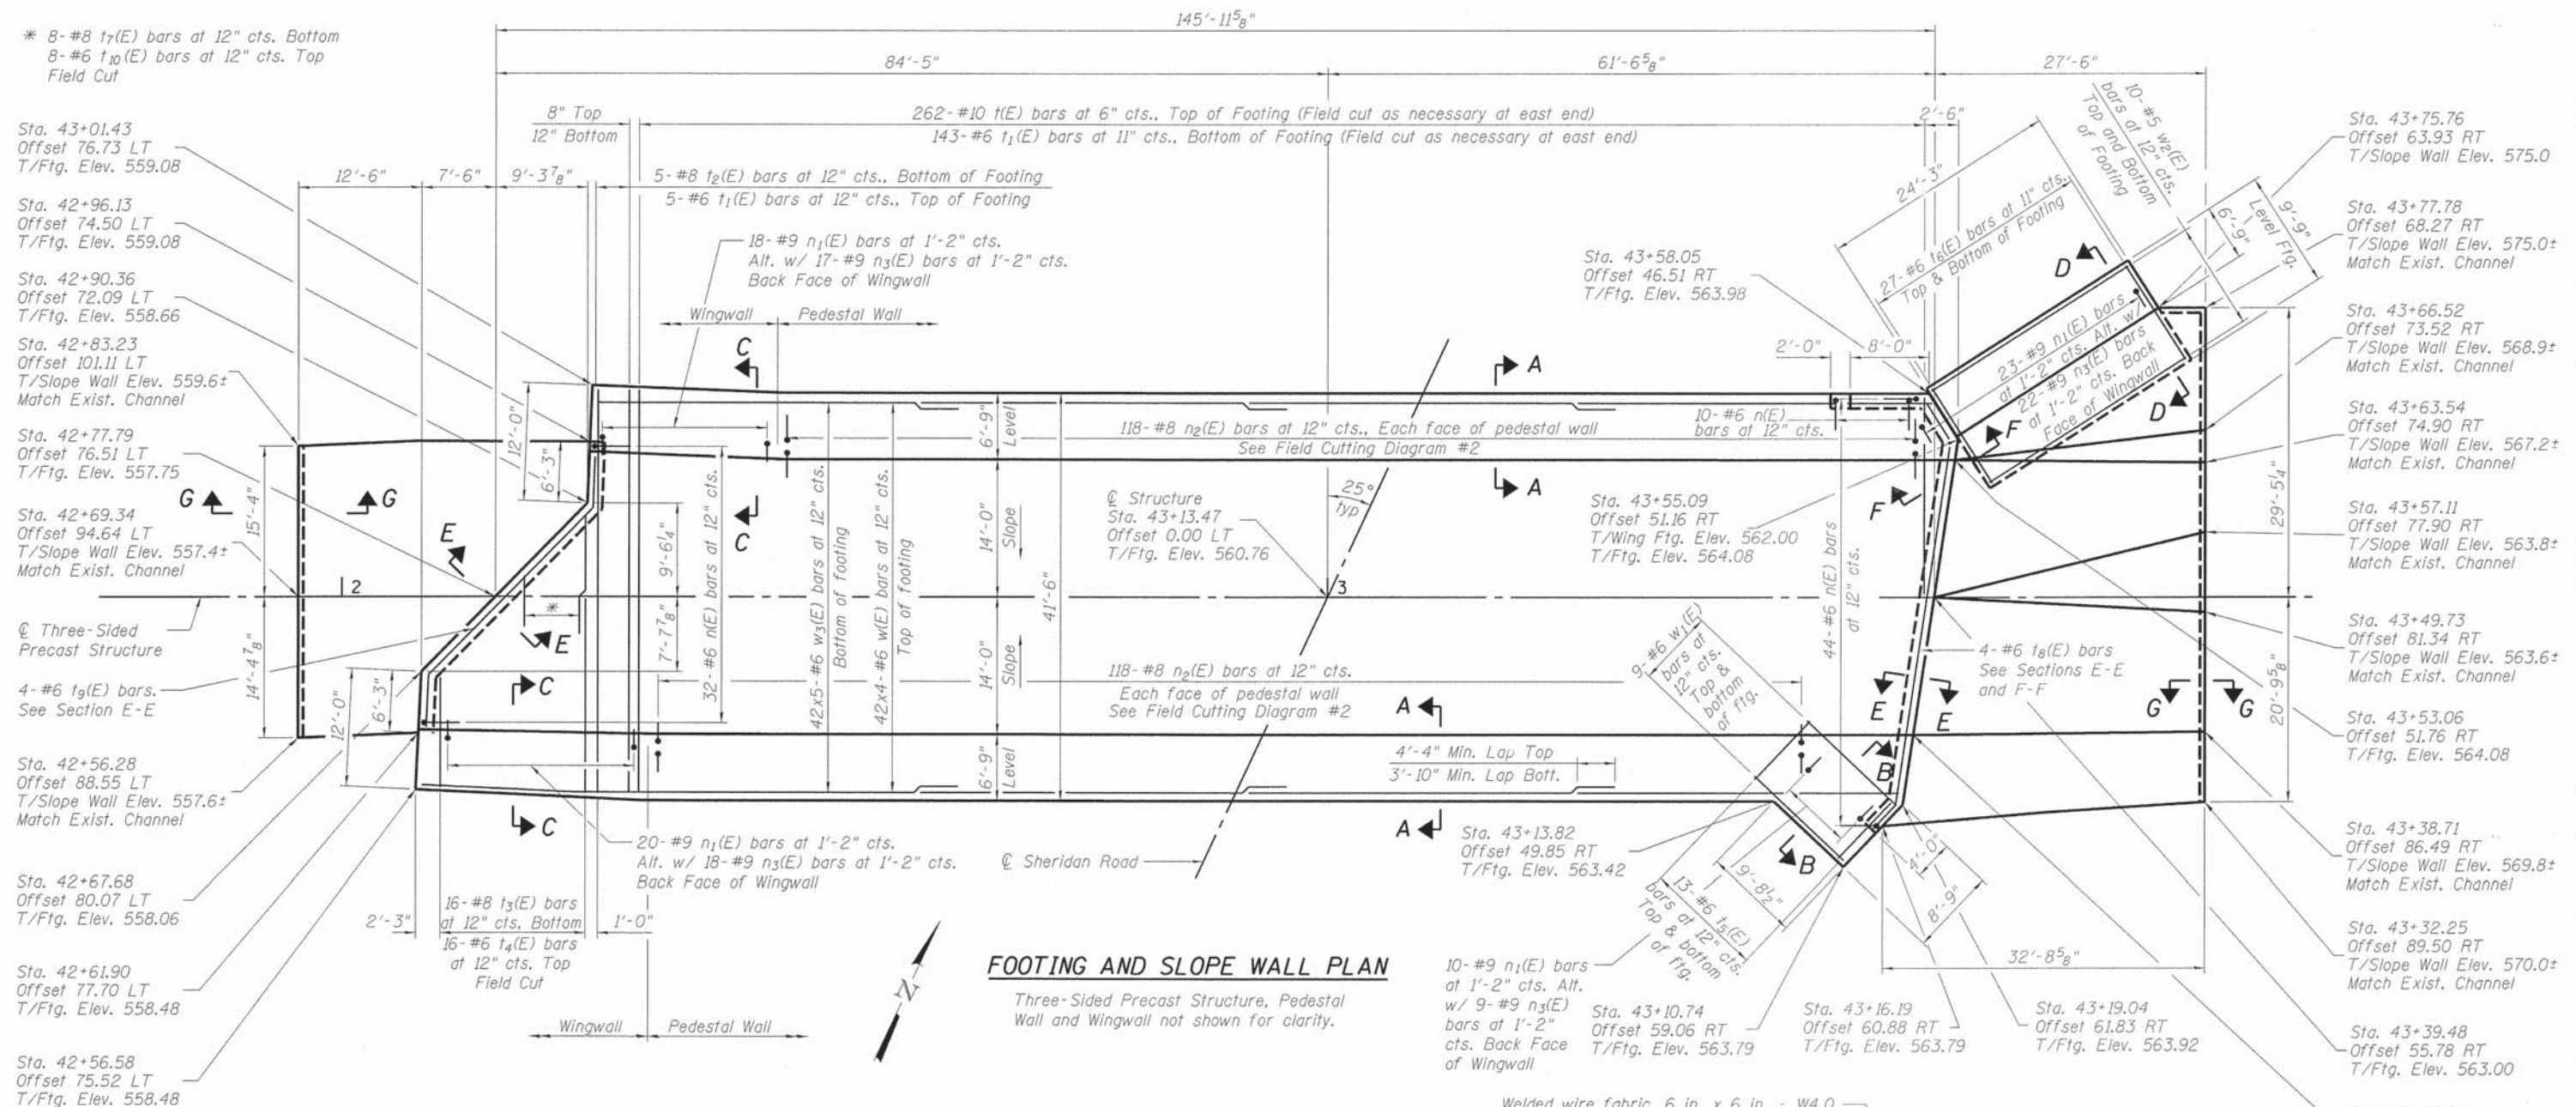 * 8-#8 t7(E) bars at 12" cts. Bottom
8-#6 t10(E) bars at 12" cts. Top
Field Cut
145'-11 5/8"
84'-5"
61'-6 5/8"
27'-6"
8" Top
12" Bottom
262-#10 t(E) bars at 6" cts., Top of Footing (Field cut as necessary at east end)
143-#6 t1(E) bars at 11" cts., Bottom of Footing (Field cut as necessary at east end)
2'-6"
12'-6"
7'-6"
9'-3 7/8"
5-#8 t2(E) bars at 12" cts., Bottom of Footing
5-#6 t1(E) bars at 12" cts., Top of Footing
18-#9 n1(E) bars at 1'-2" cts.
Alt. w/ 17-#9 n3(E) bars at 1'-2" cts.
Back Face of Wingwall
Wingwall
Pedestal Wall
Sta. 43+01.43
Offset 76.73 LT
T/Ftg. Elev. 559.08
Sta. 42+96.13
Offset 74.50 LT
T/Ftg. Elev. 559.08
Sta. 42+90.36
Offset 72.09 LT
T/Ftg. Elev. 558.66
Sta. 42+83.23
Offset 101.11 LT
T/Slope Wall Elev. 559.6±
Match Exist. Channel
Sta. 42+77.79
Offset 76.51 LT
T/Ftg. Elev. 557.75
Sta. 42+69.34
Offset 94.64 LT
T/Slope Wall Elev. 557.4±
Match Exist. Channel
℄ Three-Sided
Precast Structure
4-#6 t9(E) bars.
See Section E-E
Sta. 42+56.28
Offset 88.55 LT
T/Slope Wall Elev. 557.6±
Match Exist. Channel
Sta. 42+67.68
Offset 80.07 LT
T/Ftg. Elev. 558.06
Sta. 42+61.90
Offset 77.70 LT
T/Ftg. Elev. 558.48
Sta. 42+56.58
Offset 75.52 LT
T/Ftg. Elev. 558.48
G
G
15'-4"
14'-4 7/8"
2
E
E
*
12'-0"
6'-3"
12'-0"
6'-3"
9'-6 1/4"
7'-7 7/8"
C
C
C
C
32-#6 n(E) bars at 12" cts.
42x5-#6 w3(E) bars at 12" cts.
Bottom of footing
42x4-#6 w(E) bars at 12" cts.
Top of footing
6'-9"
Level
14'-0"
Slope
14'-0"
Slope
6'-9"
Level
41'-6"
118-#8 n2(E) bars at 12" cts., Each face of pedestal wall
See Field Cutting Diagram #2
℄ Structure
Sta. 43+13.47
Offset 0.00 LT
T/Ftg. Elev. 560.76
25°
typ
3
118-#8 n2(E) bars at 12" cts.
Each face of pedestal wall
See Field Cutting Diagram #2
A
A
A
A
4'-4" Min. Lap Top
3'-10" Min. Lap Bott.
℄ Sheridan Road
20-#9 n1(E) bars at 1'-2" cts.
Alt. w/ 18-#9 n3(E) bars at 1'-2" cts.
Back Face of Wingwall
2'-3"
16-#8 t3(E) bars
at 12" cts. Bottom
16-#6 t4(E) bars
at 12" cts. Top
Field Cut
1'-0"
Wingwall
Pedestal Wall
N
FOOTING AND SLOPE WALL PLAN
Three-Sided Precast Structure, Pedestal
Wall and Wingwall not shown for clarity.
Sta. 43+58.05
Offset 46.51 RT
T/Ftg. Elev. 563.98
2'-0"
8'-0"
10-#6 n(E)
bars at 12" cts.
Sta. 43+55.09
Offset 51.16 RT
T/Wing Ftg. Elev. 562.00
T/Ftg. Elev. 564.08
44-#6 n(E) bars
at 12" cts.
24'-3"
27-#6 t6(E) bars at 11" cts.
Top & Bottom of Footing
10-#5 w2(E)
bars at 12" cts.
Top and Bottom
of Footing
23-#9 n1(E) bars
at 1'-2" cts. Alt. w/
22-#9 n3(E) bars
at 1'-2" cts. Back
Face of Wingwall
6'-9"
Level Ftg.
9'-9"
D
D
F
F
29'-5 1/4"
20'-9 5/8"
4-#6 t8(E) bars
See Sections E-E
and F-F
E
E
G
G
9-#6 w1(E)
bars at
12" cts.
Top &
bottom
of ftg.
B
B
Sta. 43+13.82
Offset 49.85 RT
T/Ftg. Elev. 563.42
13-#6 t5(E)
bars at 12" cts.
Top & bottom
of ftg.
9'-8 1/2"
4'-0"
8'-9"
32'-8 5/8"
10-#9 n1(E) bars
at 1'-2" cts. Alt.
w/ 9-#9 n3(E)
bars at 1'-2"
cts. Back Face
of Wingwall
Sta. 43+10.74
Offset 59.06 RT
T/Ftg. Elev. 563.79
Sta. 43+16.19
Offset 60.88 RT
T/Ftg. Elev. 563.79
Sta. 43+19.04
Offset 61.83 RT
T/Ftg. Elev. 563.92
Sta. 43+75.76
Offset 63.93 RT
T/Slope Wall Elev. 575.0
Sta. 43+77.78
Offset 68.27 RT
T/Slope Wall Elev. 575.0±
Match Exist. Channel
Sta. 43+66.52
Offset 73.52 RT
T/Slope Wall Elev. 568.9±
Match Exist. Channel
Sta. 43+63.54
Offset 74.90 RT
T/Slope Wall Elev. 567.2±
Match Exist. Channel
Sta. 43+57.11
Offset 77.90 RT
T/Slope Wall Elev. 563.8±
Match Exist. Channel
Sta. 43+49.73
Offset 81.34 RT
T/Slope Wall Elev. 563.6±
Match Exist. Channel
Sta. 43+53.06
Offset 51.76 RT
T/Ftg. Elev. 564.08
Sta. 43+38.71
Offset 86.49 RT
T/Slope Wall Elev. 569.8±
Match Exist. Channel
Sta. 43+32.25
Offset 89.50 RT
T/Slope Wall Elev. 570.0±
Match Exist. Channel
Sta. 43+39.48
Offset 55.78 RT
T/Ftg. Elev. 563.00
Welded wire fabric 6 in. x 6 in. - W4.0